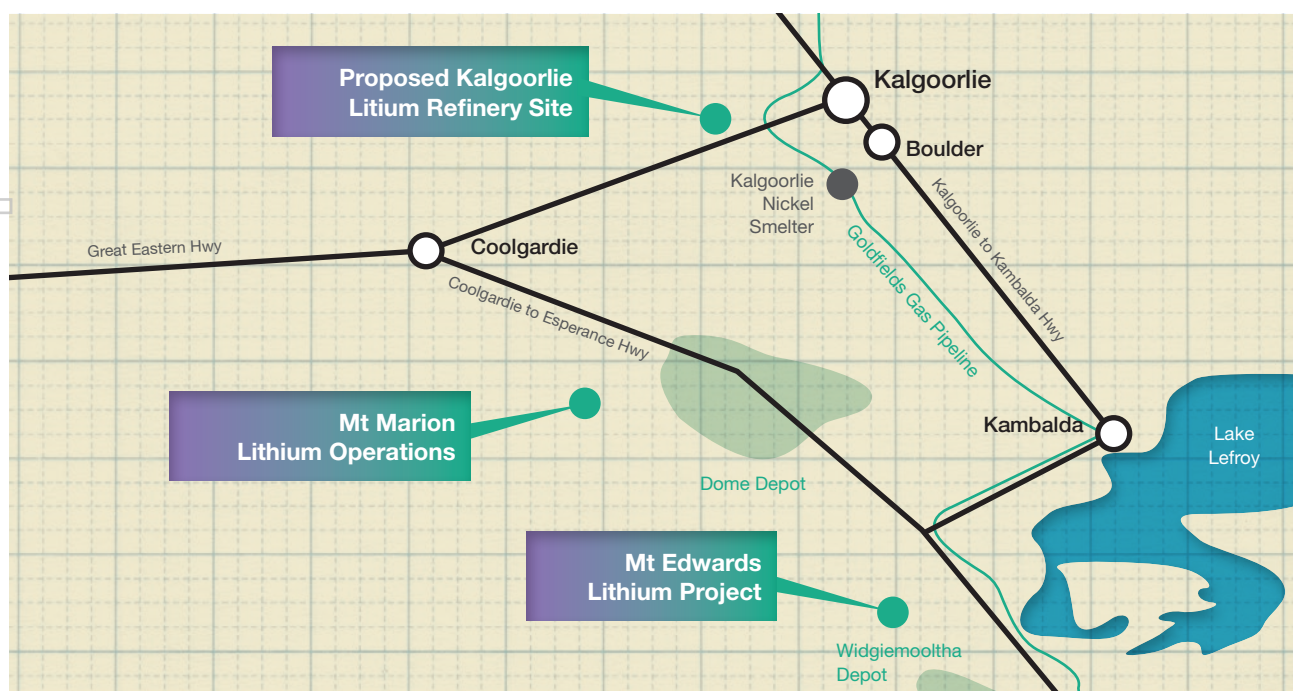 Proposed Kalgoorlie
Litium Refinery Site
Kalgoorlie
Boulder
Kalgoorlie
Nickel
Smelter
Great Eastern Hwy
Coolgardie
Coolgardie to Esperance Hwy
Goldfields Gas Pipeline
Kalgoorlie to Kambalda Hwy
Mt Marion
Lithium Operations
Kambalda
Lake
Lefroy
Dome Depot
Mt Edwards
Lithium Project
Widgiemooltha
Depot